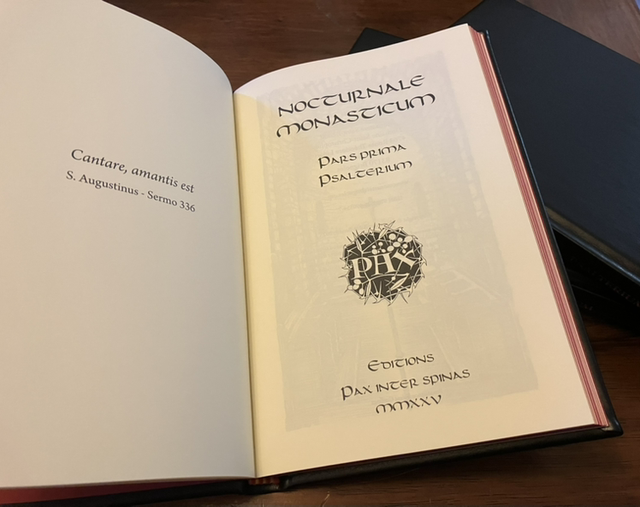 Cantare, amantis est
S. Augustinus - Sermo 336
NOCTURNALE
MONASTICUM
PARS PRIMA
PSALTERIUM
PAX
EDITIONS
PAX INTER SPINAS
MMXXV